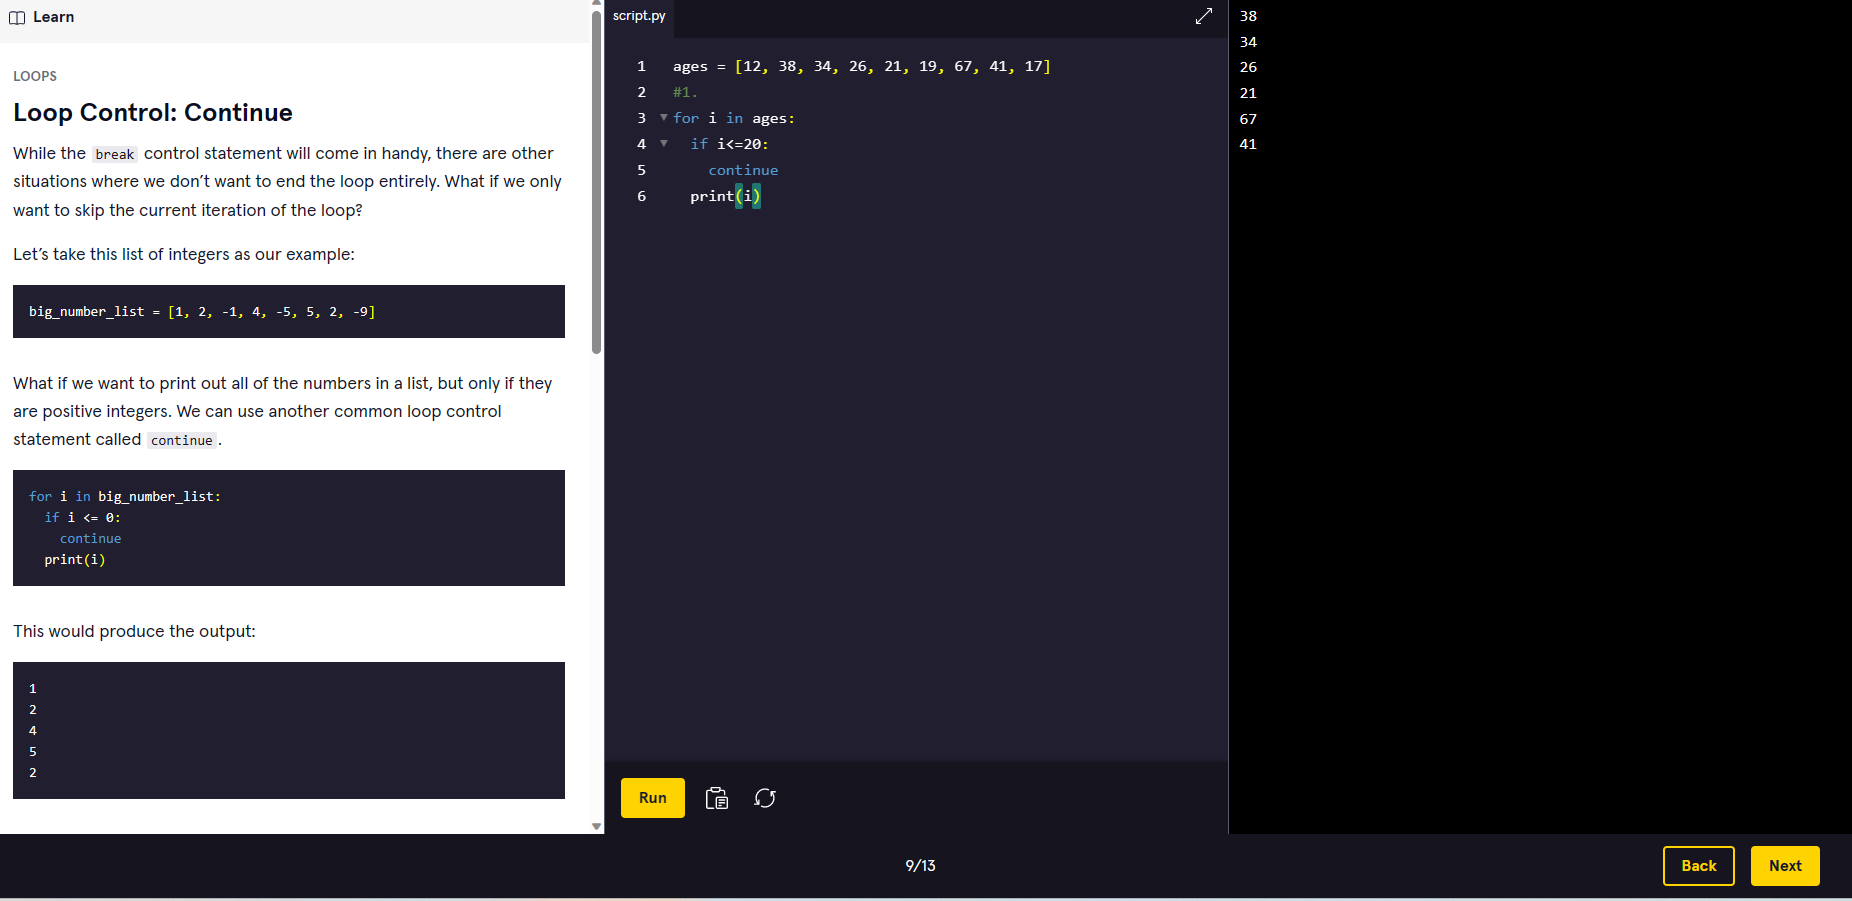 Learn
LOOPS
Loop Control: Continue
While the break control statement will come in handy, there are other
situations where we don’t want to end the loop entirely. What if we only
want to skip the current iteration of the loop?
Let’s take this list of integers as our example:
big_number_list = [1, 2, -1, 4, -5, 5, 2, -9]
What if we want to print out all of the numbers in a list, but only if they
are positive integers. We can use another common loop control
statement called continue.
for i in big_number_list:
  if i <= 0:
    continue
  print(i)
This would produce the output:
1
2
4
5
2
script.py
1 ages = [12, 38, 34, 26, 21, 19, 67, 41, 17]
2 #1.
3 for i in ages:
4   if i<=20:
5     continue
6   print(i)
Run
38
34
26
21
67
41
9/13
Back
Next